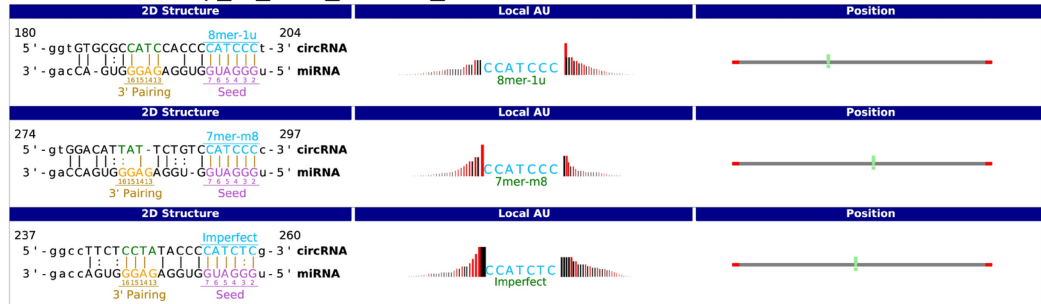 2D Structure Local AU Position
180 8mer-1u 204
5'-ggtGTGCGCCATCCACCCCATCCCt-3' circRNA
3'-gacCA-GUGGGAGAGGUGGUAGGGu-5' miRNA
16151413 7 6 5 4 3 2
3' Pairing Seed
CCATCCC
8mer-1u
2D Structure Local AU Position
274 7mer-m8 297
5'-gtGGACATTAT-TCTGTCCATCCCc-3' circRNA
3'-gaCCAGUGGGAGAGGU-GGUAGGGu-5' miRNA
16151413 7 6 5 4 3 2
3' Pairing Seed
CCATCCC
7mer-m8
2D Structure Local AU Position
237 Imperfect 260
5'-ggccTTCTCCTATACCCCATCTCg-3' circRNA
3'-gaccAGUGGGAGAGGUGGUAGGGu-5' miRNA
16151413 7 6 5 4 3 2
3' Pairing Seed
CCATCTC
Imperfect